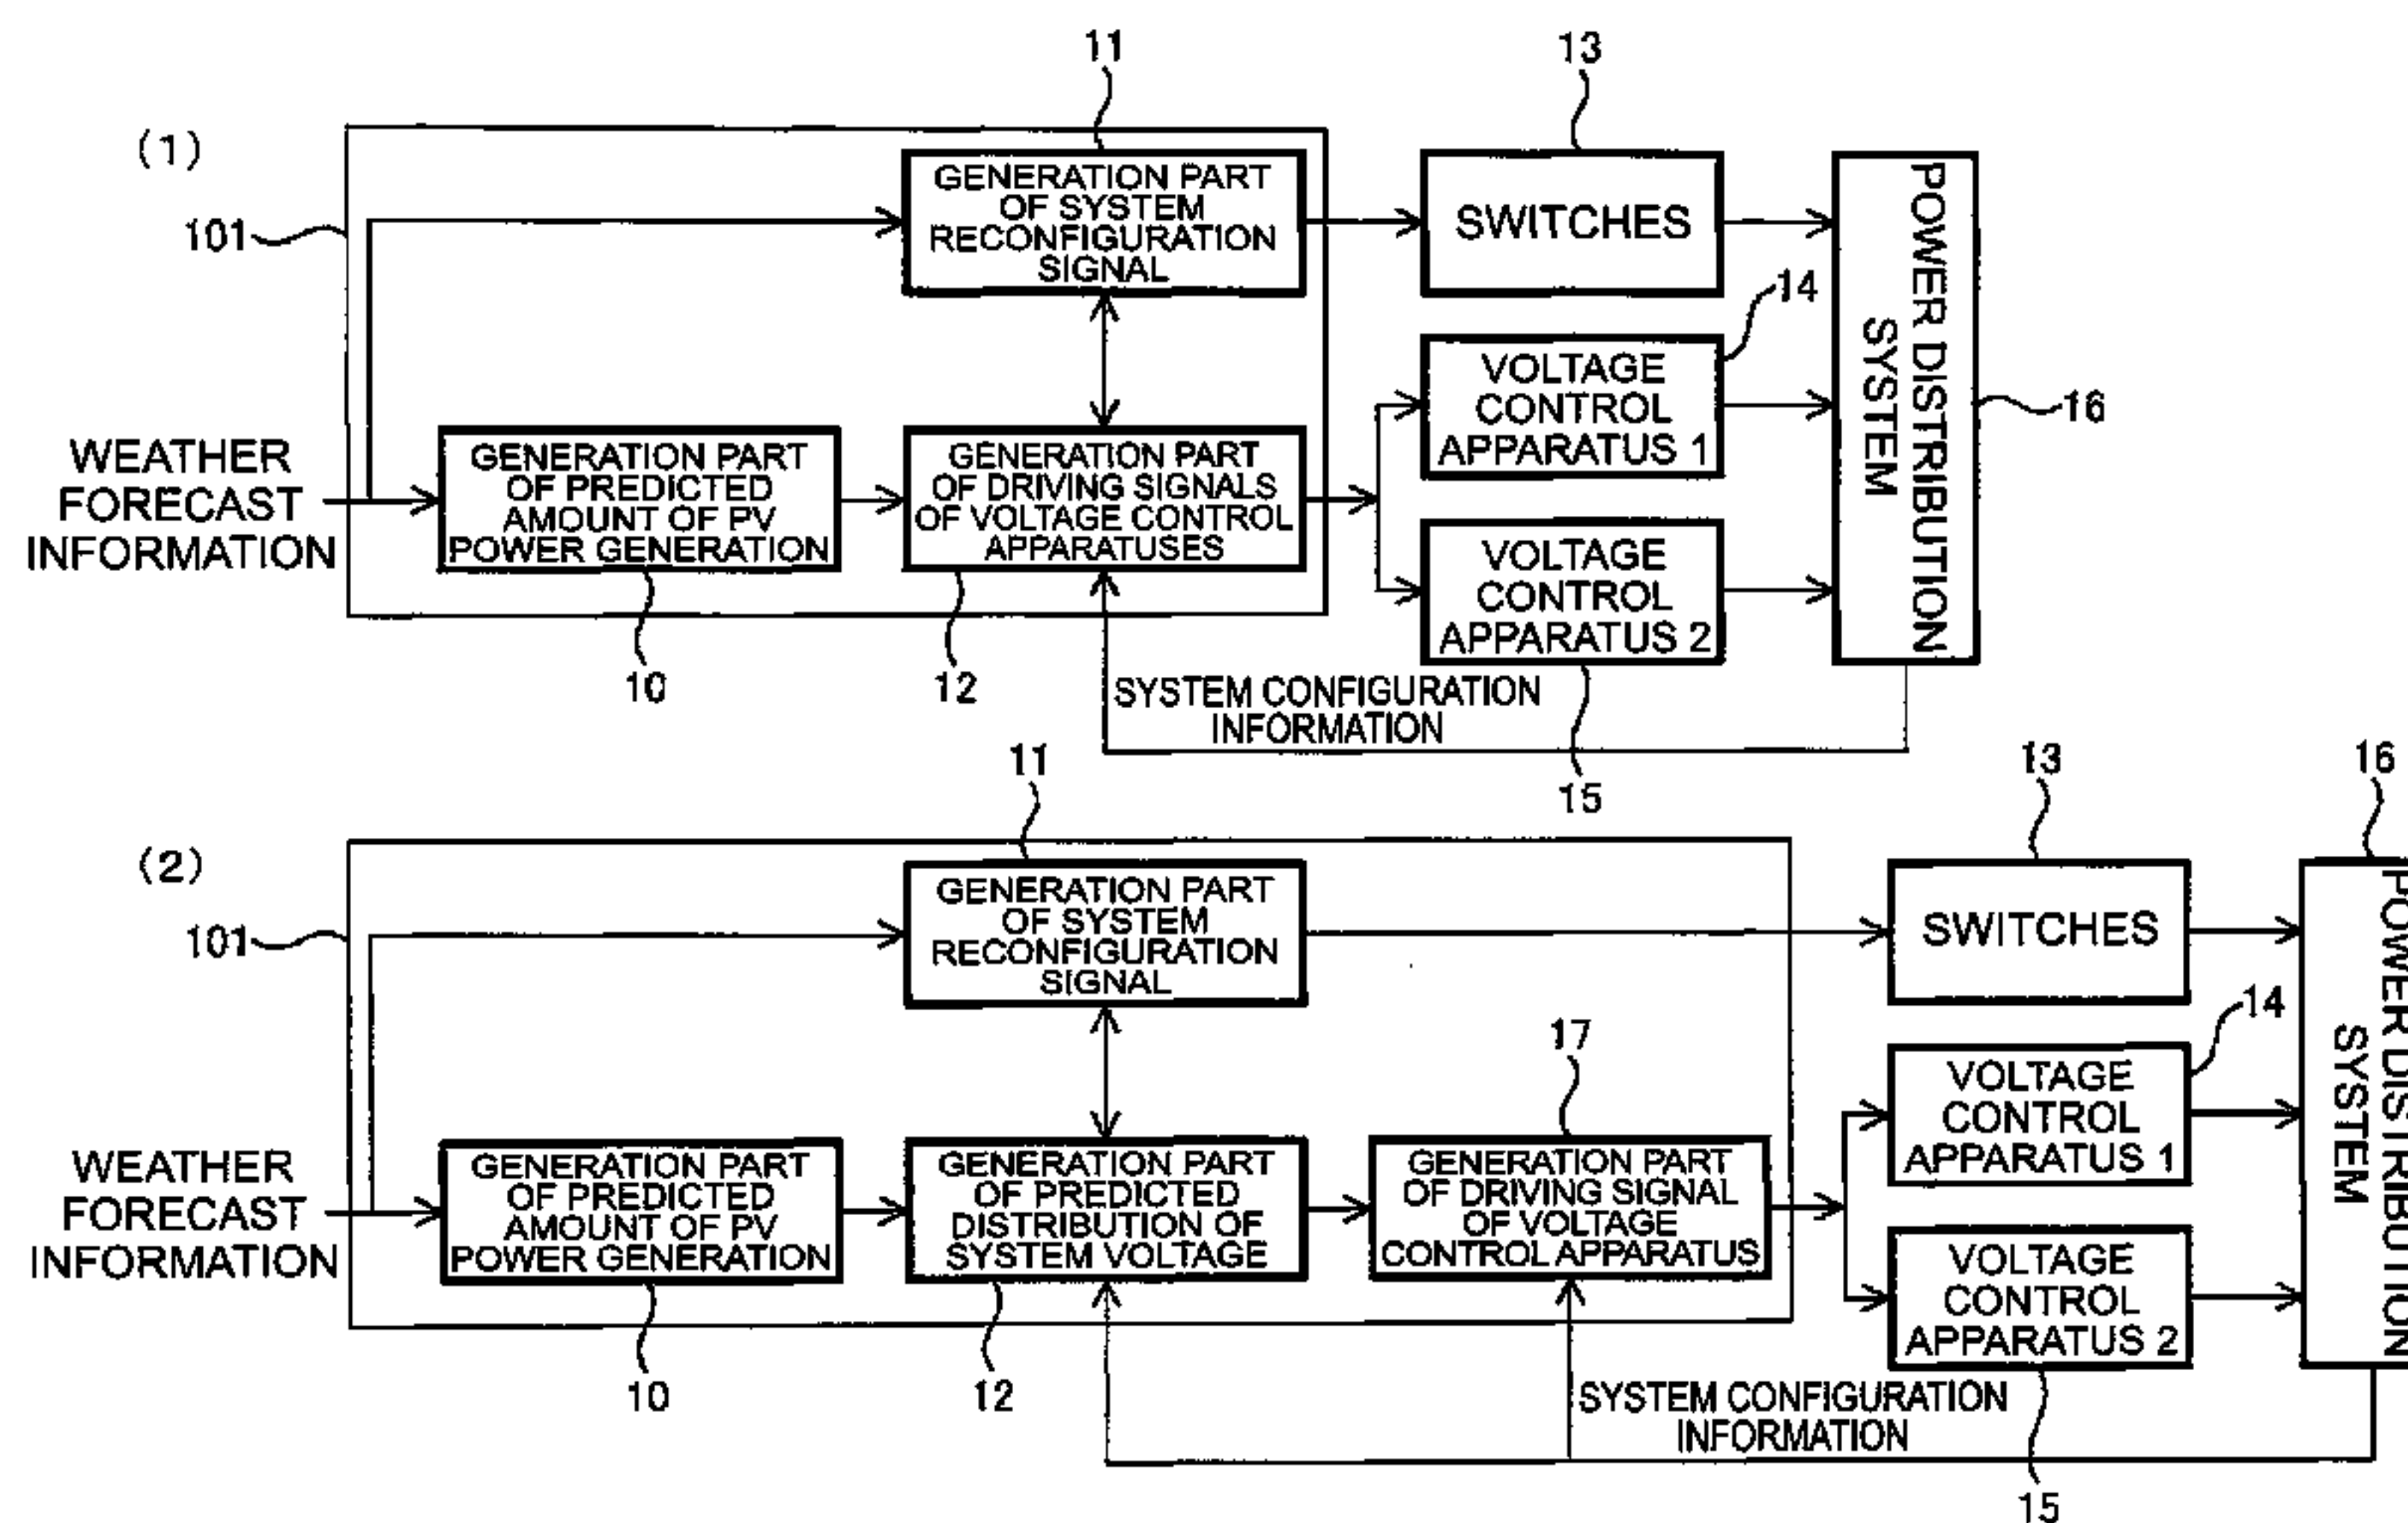 11
13
(1)
GENERATION PART
OF SYSTEM
RECONFIGURATION
SIGNAL
SWITCHES
101
14
POWER DISTRIBUTION
SYSTEM
16
VOLTAGE
CONTROL
APPARATUS 1
WEATHER
FORECAST
INFORMATION
GENERATION PART
OF PREDICTED
AMOUNT OF PV
POWER GENERATION
GENERATION PART
OF DRIVING SIGNALS
OF VOLTAGE CONTROL
APPARATUSES
VOLTAGE
CONTROL
APPARATUS 2
10
12
SYSTEM CONFIGURATION
INFORMATION
15
11
13
16
(2)
GENERATION PART
OF SYSTEM
RECONFIGURATION
SIGNAL
SWITCHES
101
14
POWER DISTRIBUTION
SYSTEM
17
VOLTAGE
CONTROL
APPARATUS 1
WEATHER
FORECAST
INFORMATION
GENERATION PART
OF PREDICTED
AMOUNT OF PV
POWER GENERATION
GENERATION PART
OF PREDICTED
DISTRIBUTION OF
SYSTEM VOLTAGE
GENERATION PART
OF DRIVING SIGNAL
OF VOLTAGE
CONTROL APPARATUS
VOLTAGE
CONTROL
APPARATUS 2
10
12
SYSTEM CONFIGURATION
INFORMATION
15